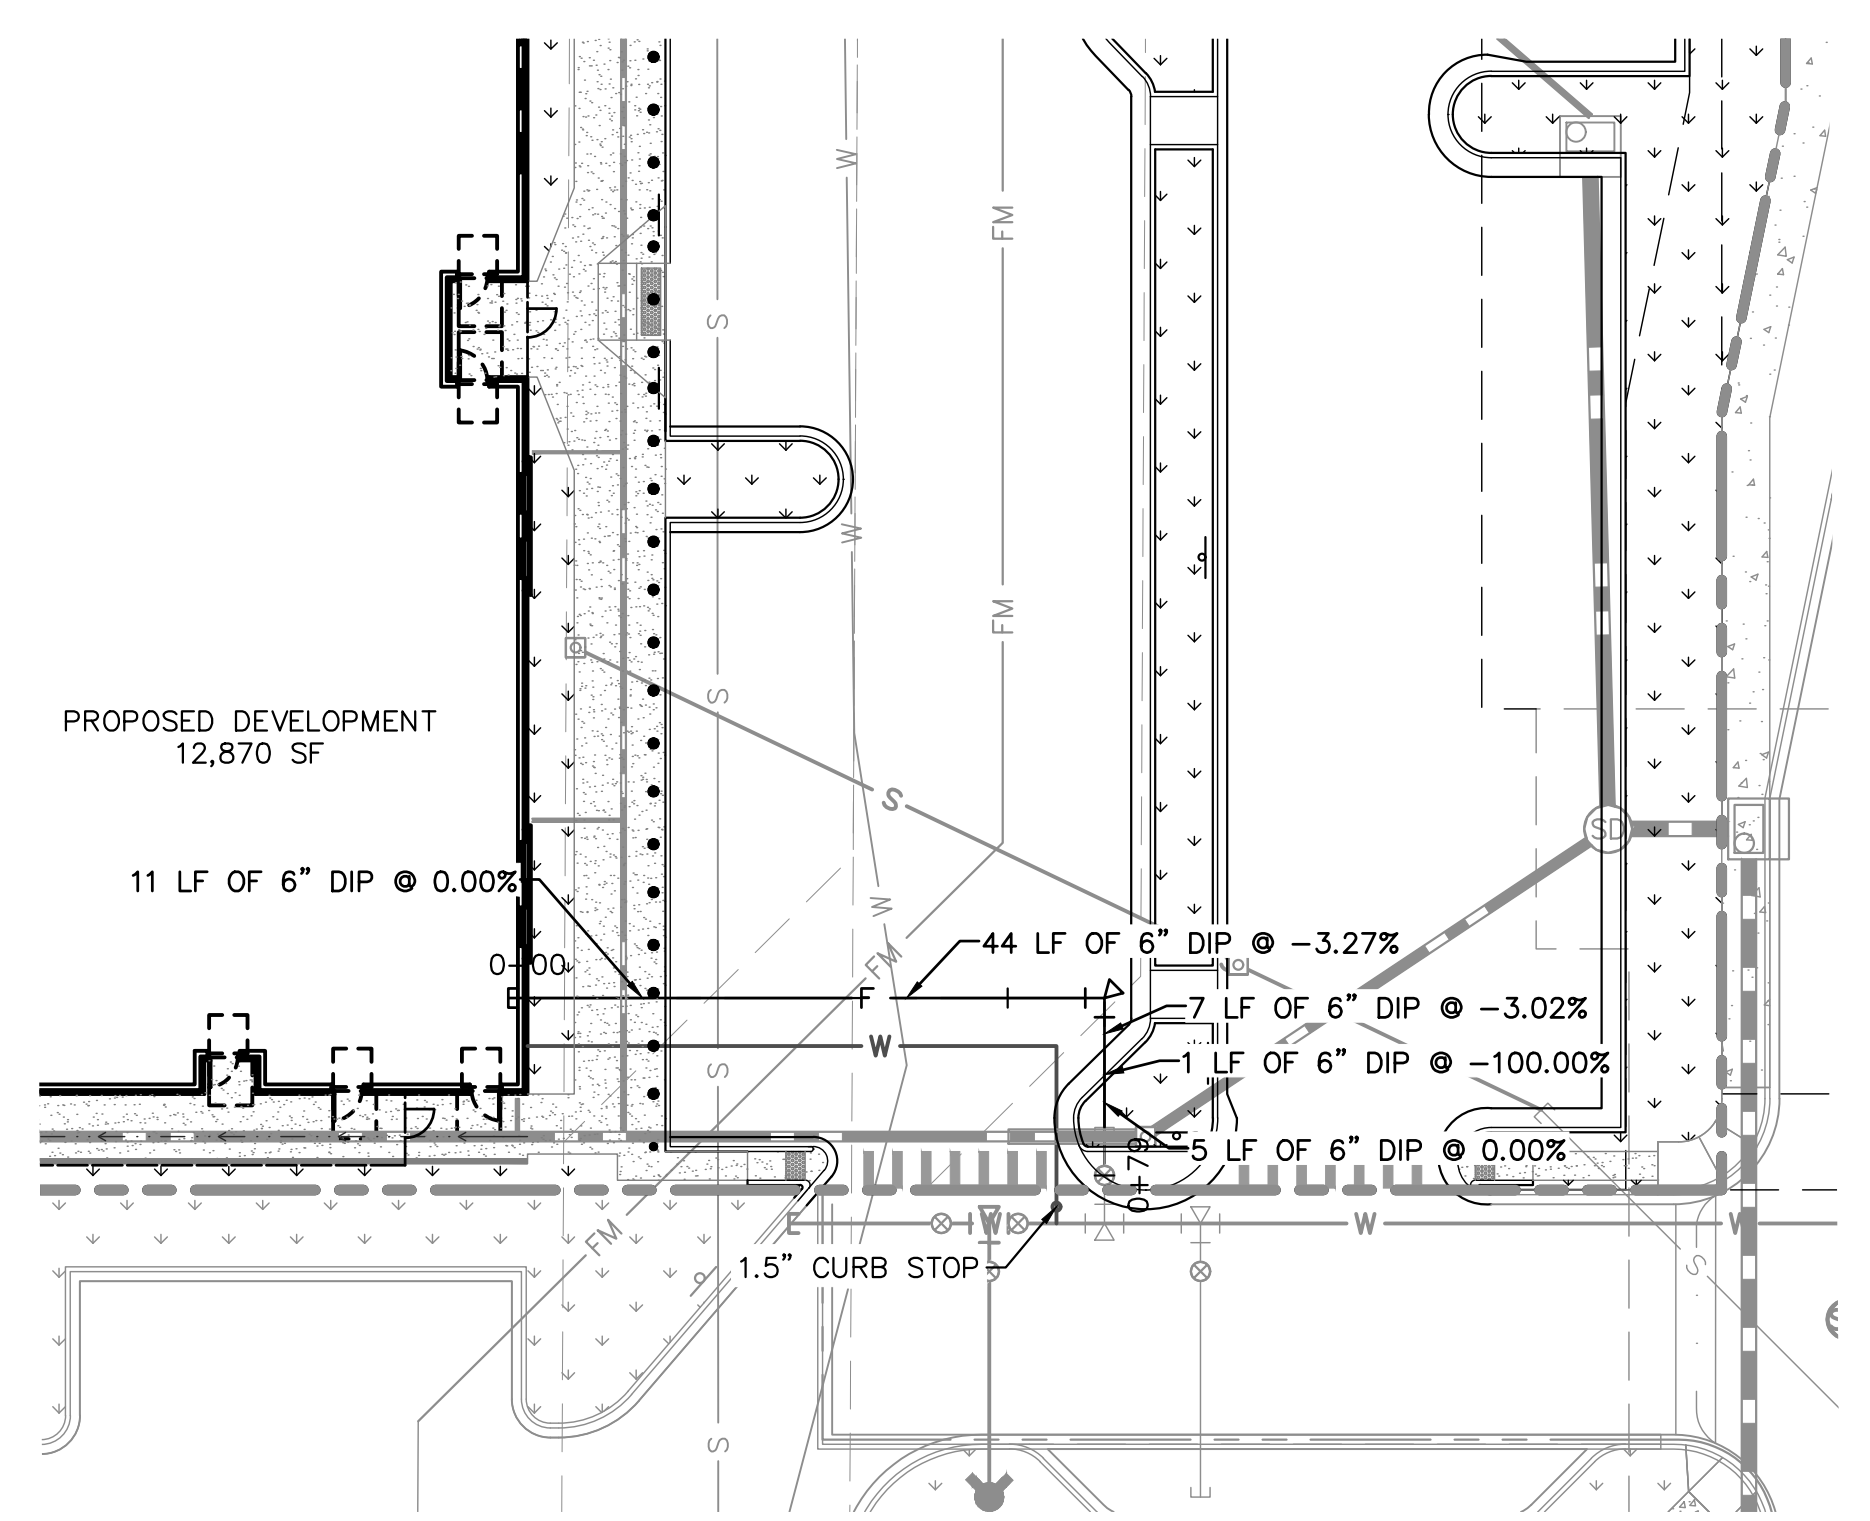 W
FM
S
W
FM
S
PROPOSED DEVELOPMENT
12,870 SF
S
SD
11 LF OF 6” DIP @ 0.00%
W
44 LF OF 6” DIP @ -3.27%
FM
0+00
E
F
7 LF OF 6” DIP @ -3.02%
W
1 LF OF 6” DIP @ -100.00%
S
5 LF OF 6” DIP @ 0.00%
0+79
E
W
W
W
FM
1.5” CURB STOP
S
S